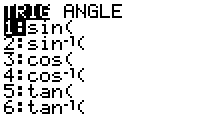 TRIG ANGLE
1:sin(
2:sin⁻¹(
3:cos(
4:cos⁻¹(
5:tan(
6:tan⁻¹(